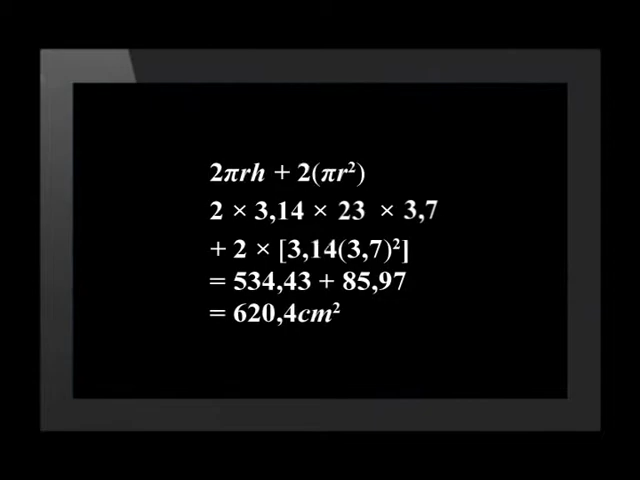 2πrh + 2(πr²)
2 × 3,14 × 23 × 3,7
+ 2 × [3,14(3,7)²]
= 534,43 + 85,97
= 620,4cm²